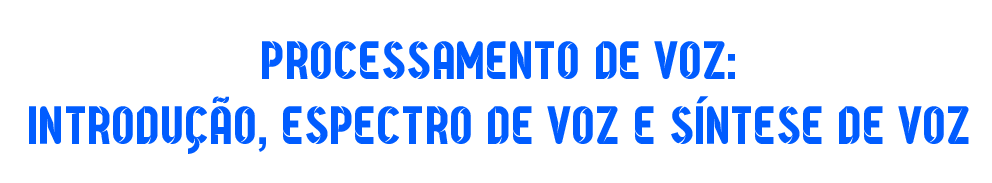 PROCESSAMENTO DE VOZ:
INTRODUÇÃO, ESPECTRO DE VOZ E SÍNTESE DE VOZ